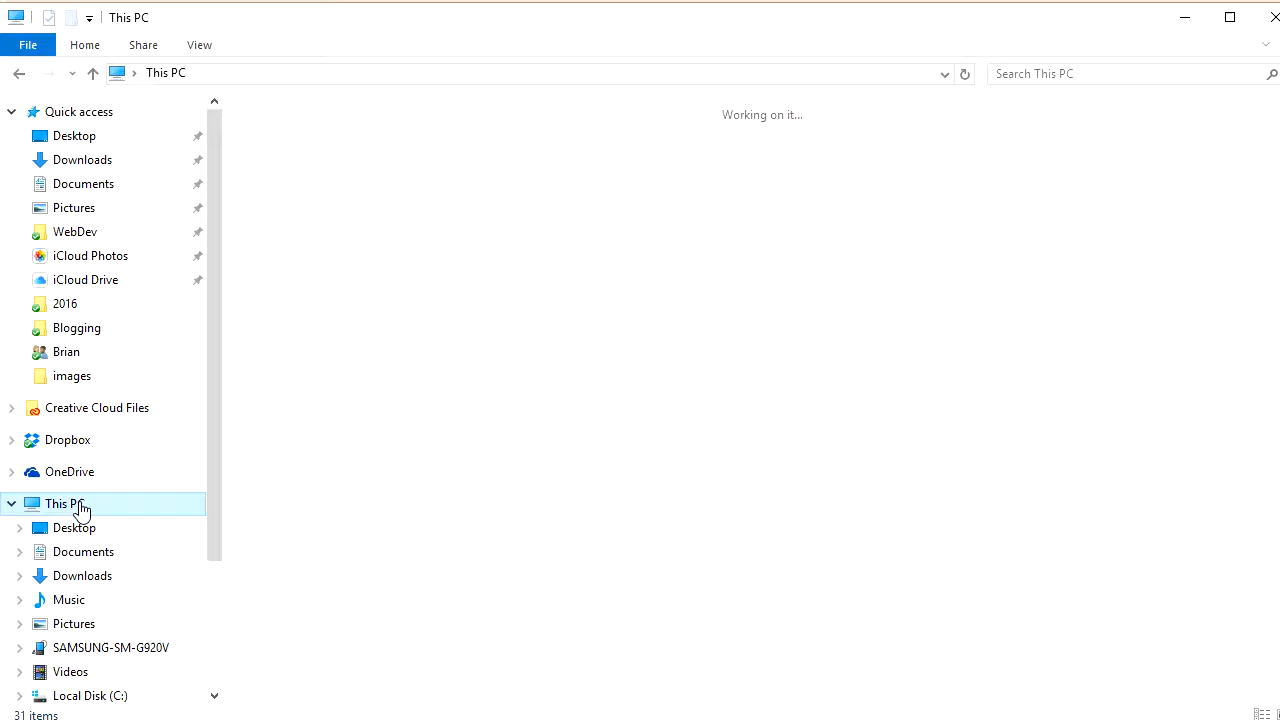 This PC
File Home Share View
This PC
Search This PC
Working on it...
Quick access
Desktop
Downloads
Documents
Pictures
WebDev
iCloud Photos
iCloud Drive
2016
Blogging
Brian
images
Creative Cloud Files
Dropbox
OneDrive
This PC
Desktop
Documents
Downloads
Music
Pictures
SAMSUNG-SM-G920V
Videos
Local Disk (C:)
31 items